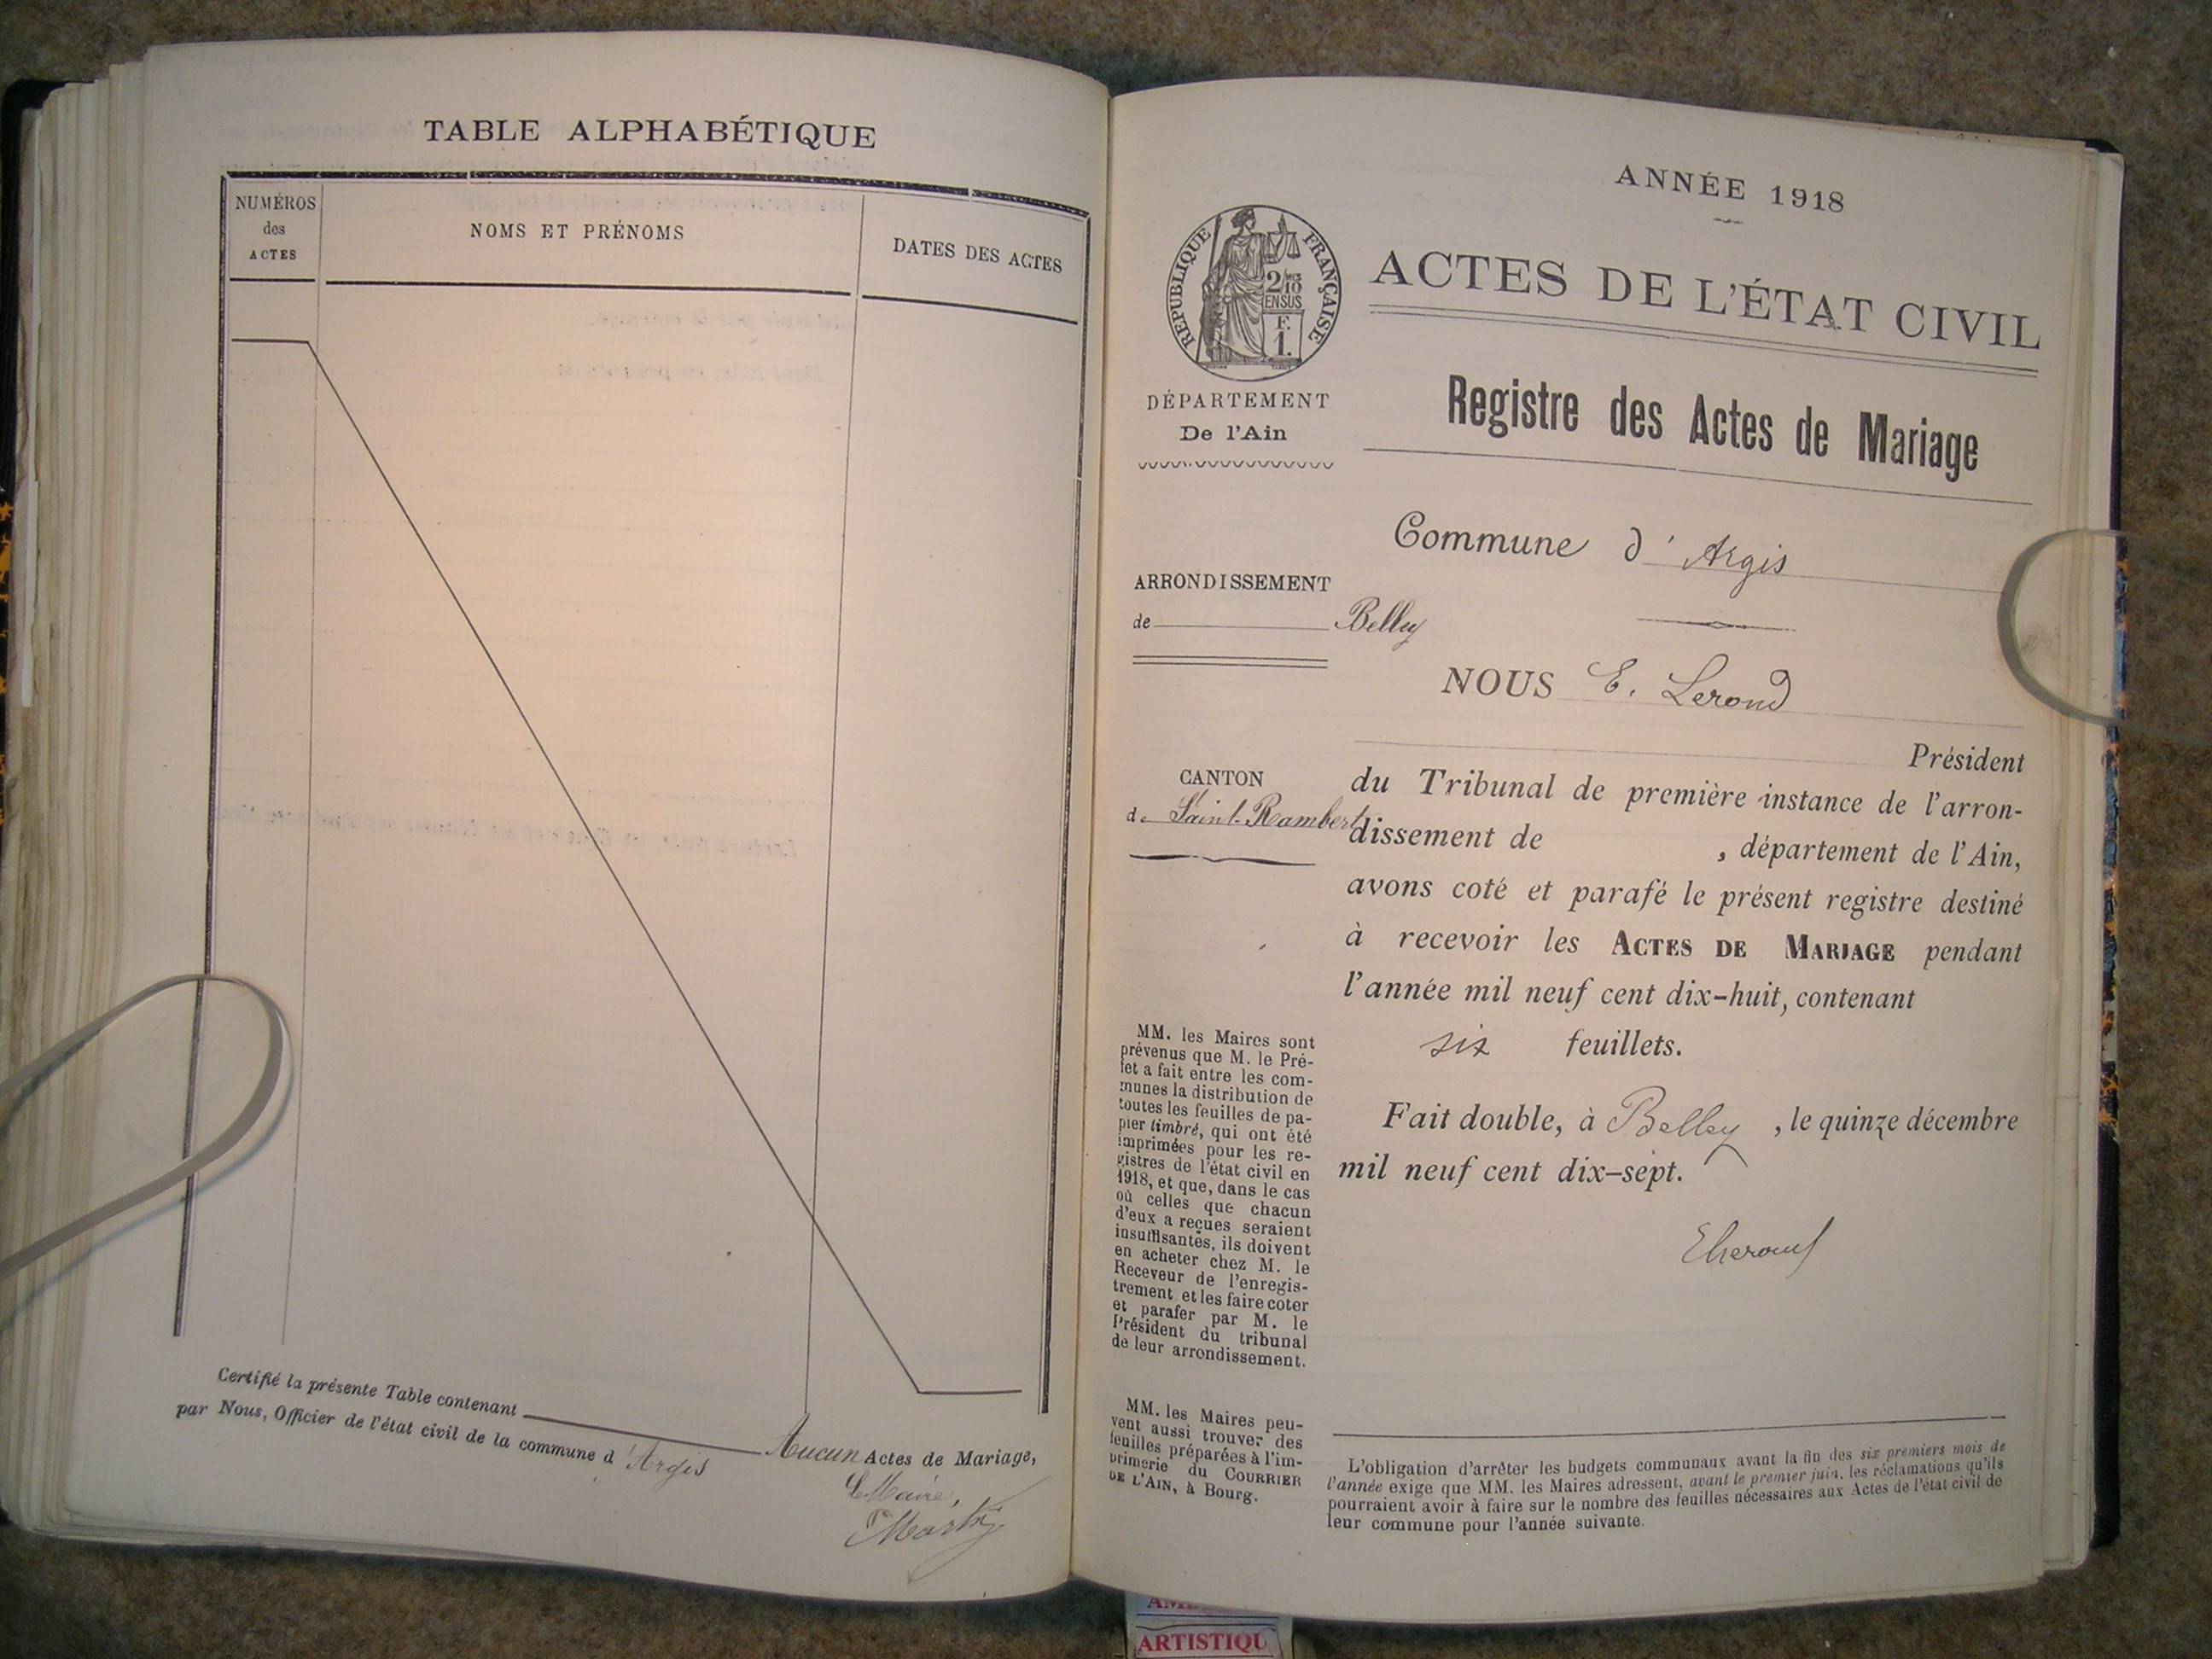 TABLE ALPHABÉTIQUE
NUMÉROS
des
ACTES
NOMS ET PRÉNOMS
DATES DES ACTES
Certifié la présente Table contenant Aucun Actes de Mariage,
par Nous, Officier de l'état civil de la commune d'Argis
Le Maire,
ANNÉE 1918
RÉPUBLIQUE FRANÇAISE
2/10
EN SUS
F.
1.
ACTES DE L'ÉTAT CIVIL
DÉPARTEMENT
De l'Ain
Registre des Actes de Mariage
Commune d'Argis
ARRONDISSEMENT
de Belley
NOUS E. Lerond
Président
CANTON
de Saint-Rambert
du Tribunal de première instance de l'arron-
dissement de , département de l'Ain,
avons coté et parafé le présent registre destiné
à recevoir les ACTES DE MARIAGE pendant
l'année mil neuf cent dix-huit, contenant
six feuillets.
Fait double, à Belley, le quinze décembre
mil neuf cent dix-sept.
ELerond
MM. les Maires sont
prévenus que M. le Pré-
fet a fait entre les com-
munes la distribution de
toutes les feuilles de pa-
pier timbré, qui ont été
imprimées pour les re-
gistres de l'état civil en
1918, et que, dans le cas
où celles que chacun
d'eux a reçues seraient
insuffisantes, ils doivent
en acheter chez M. le
Receveur de l'enregis-
trement et les faire coter
et parafer par M. le
Président du tribunal
de leur arrondissement.
MM. les Maires peu-
vent aussi trouver des
feuilles préparées à l'im-
primerie du COURRIER
DE L'AIN, à Bourg.
L'obligation d'arrêter les budgets communaux avant la fin des six premiers mois de
l'année exige que MM. les Maires adressent, avant le premier juin, les réclamations qu'ils
pourraient avoir à faire sur le nombre des feuilles nécessaires aux Actes de l'état civil de
leur commune pour l'année suivante.
ARTISTIQU